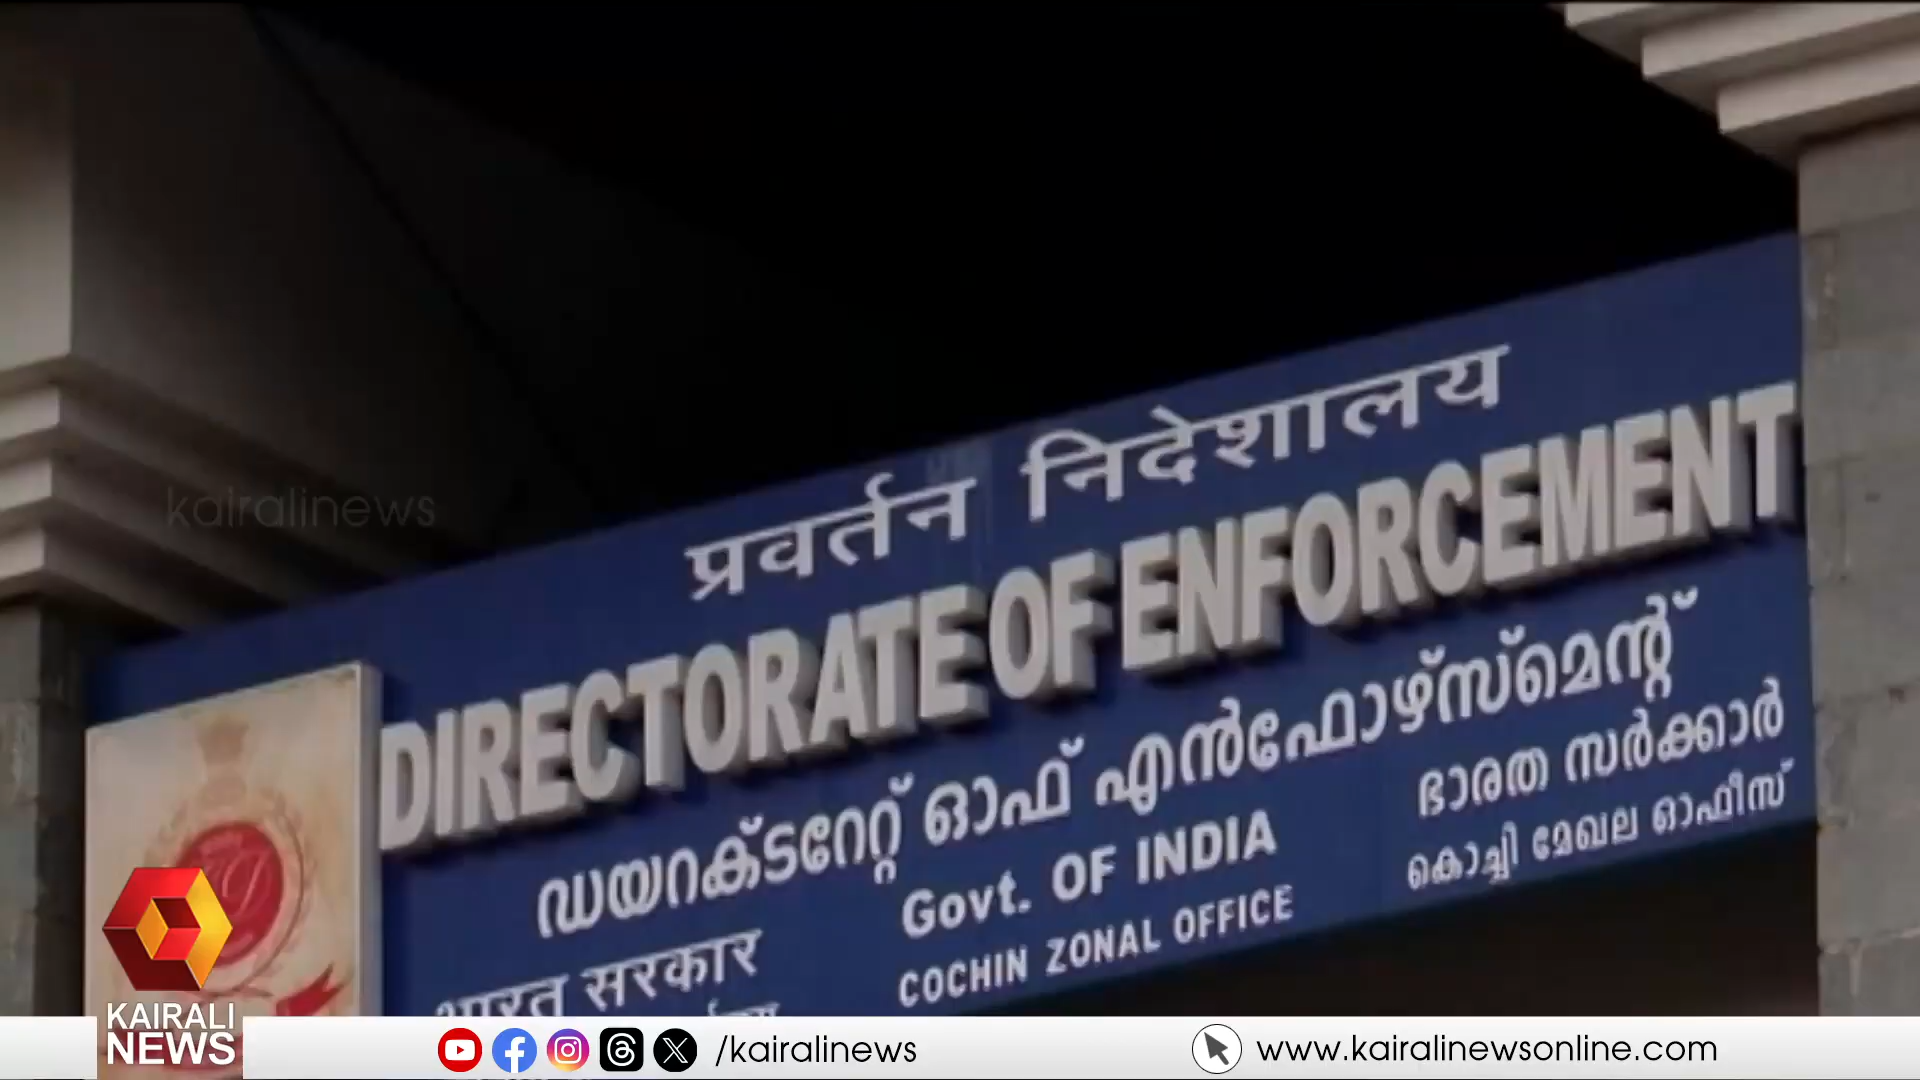 kairalinews
प्रवर्तन निदेशालय
DIRECTORATE OF ENFORCEMENT
ഡയറക്ടറേറ്റ് ഓഫ് എൻഫോഴ്സ്മെന്റ്
भारत सरकार
Govt. OF INDIA
ഭാരത സർക്കാർ
COCHIN ZONAL OFFICE
കൊച്ചി മേഖല ഓഫീസ്
KAIRALI
NEWS
/kairalinews
www.kairalinewsonline.com